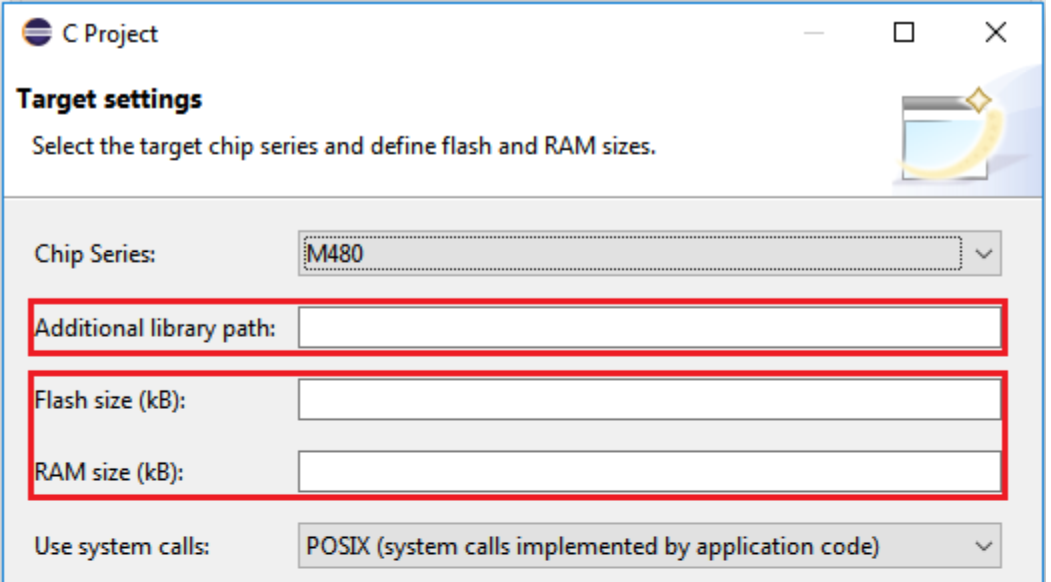 C Project
Target settings
Select the target chip series and define flash and RAM sizes.
Chip Series: M480
Additional library path:
Flash size (kB):
RAM size (kB):
Use system calls: POSIX (system calls implemented by application code)